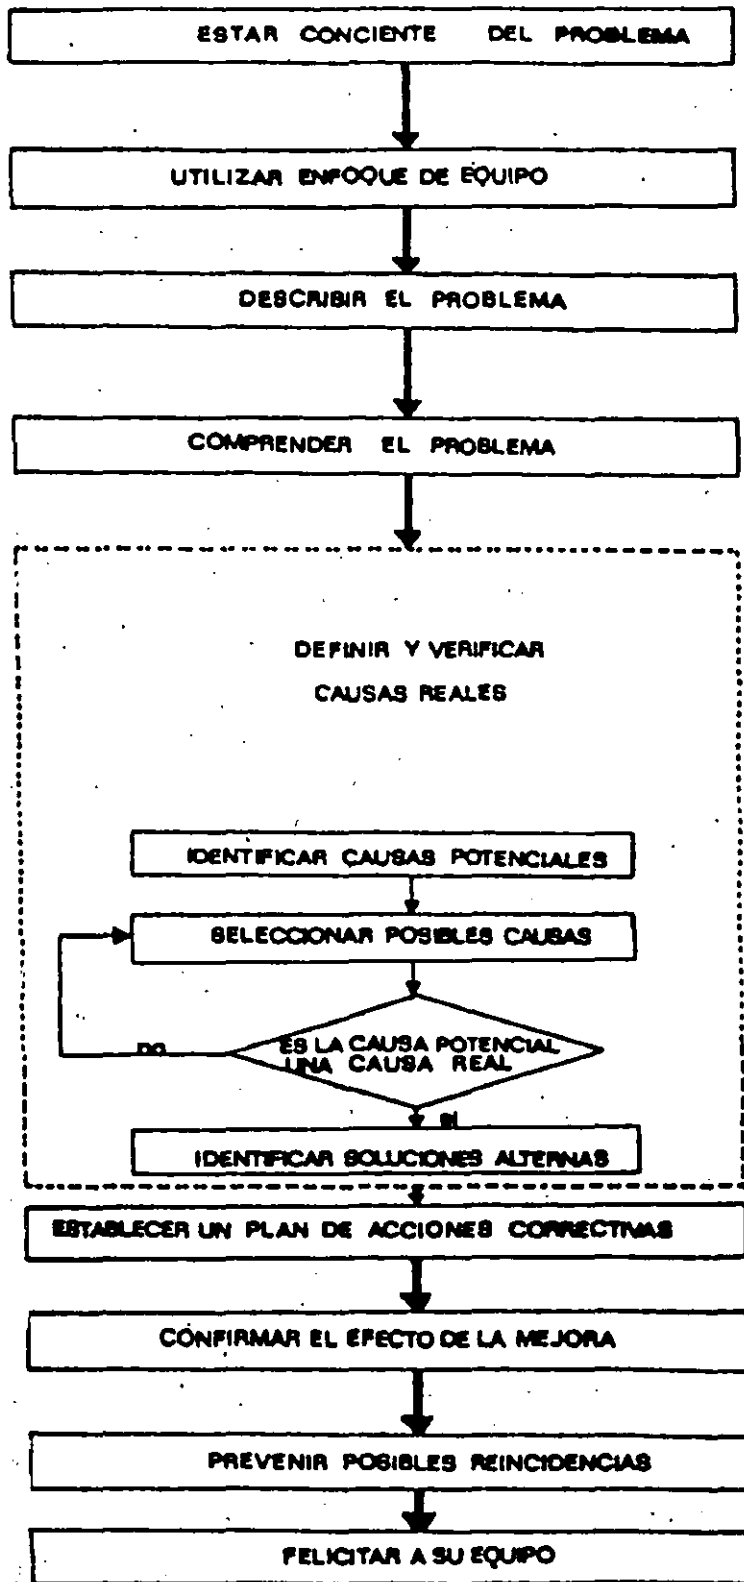 ESTAR CONCIENTE DEL PROBLEMA
UTILIZAR ENFOQUE DE EQUIPO
DESCRIBIR EL PROBLEMA
COMPRENDER EL PROBLEMA
DEFINIR Y VERIFICAR
CAUSAS REALES
IDENTIFICAR CAUSAS POTENCIALES
SELECCIONAR POSIBLES CAUSAS
ES LA CAUSA POTENCIAL
UNA CAUSA REAL
no
si
IDENTIFICAR SOLUCIONES ALTERNAS
ESTABLECER UN PLAN DE ACCIONES CORRECTIVAS
CONFIRMAR EL EFECTO DE LA MEJORA
PREVENIR POSIBLES REINCIDENCIAS
FELICITAR A SU EQUIPO